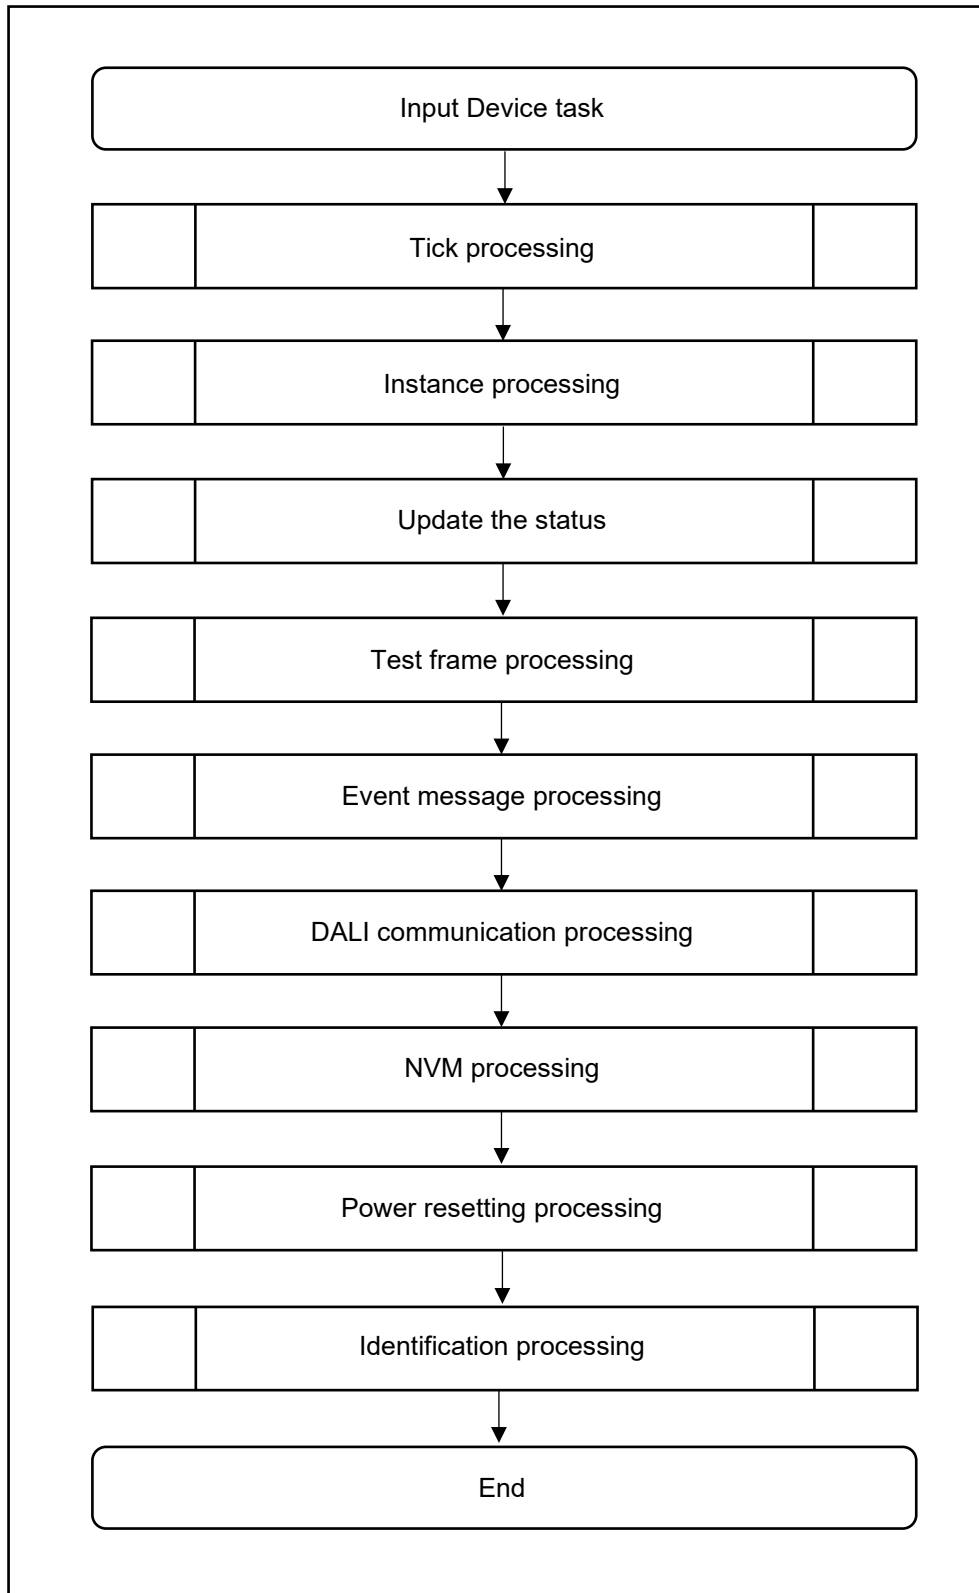 Input Device task
Tick processing
Instance processing
Update the status
Test frame processing
Event message processing
DALI communication processing
NVM processing
Power resetting processing
Identification processing
End